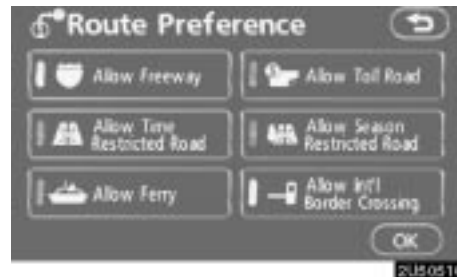 Route Preference
Allow Freeway
Allow Toll Road
Allow Time
Restricted Road
Allow Season
Restricted Road
Allow Ferry
Allow Int'l
Border Crossing
OK